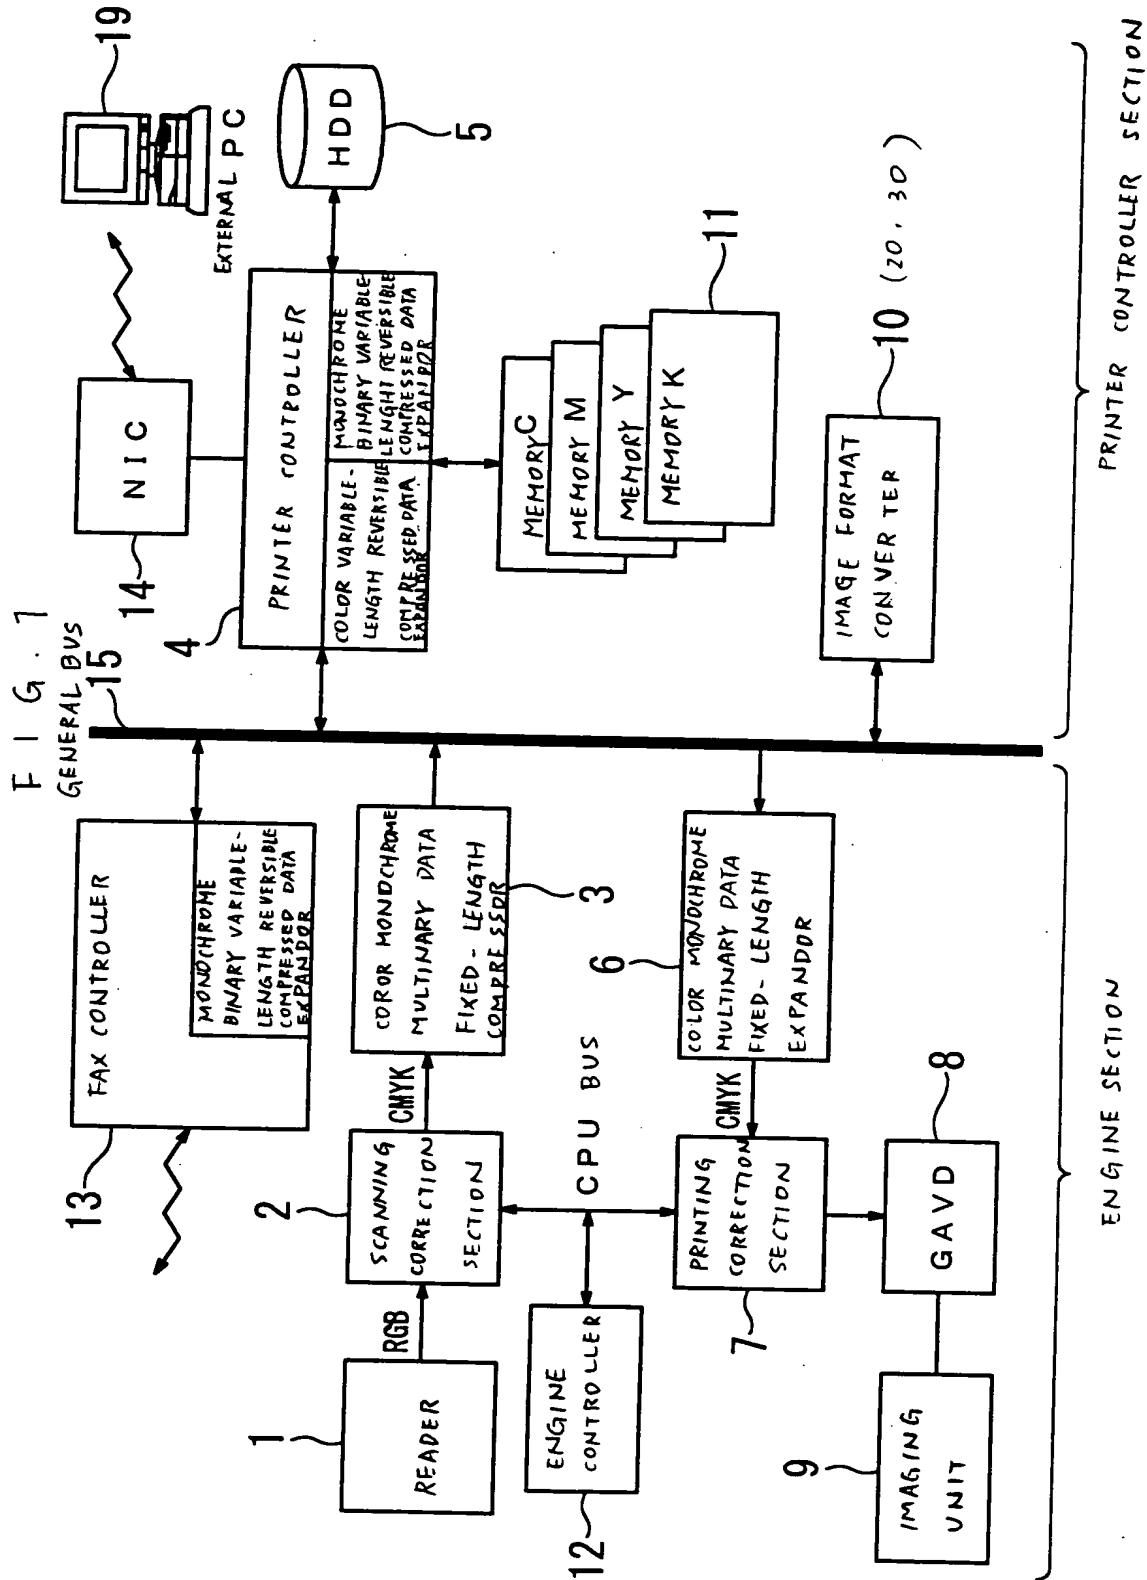 FIG. 1
GENERAL BUS
15
13
FAX CONTROLLER
MONOCHROME
BINARY VARIABLE-
LENGTH REVERSIBLE
COMPRESSED DATA
EXPANDOR
14
NIC
19
EXTERNAL PC
4
PRINTER CONTROLLER
COLOR VARIABLE-
LENGTH REVERSIBLE
COMPRESSED DATA
EXPANDOR
MONOCHROME
BINARY VARIABLE-
LENGHT REVERSIBLE
COMPRESSED DATA
EXPANDOR
HDD
5
1
READER
RGB
2
SCANNING
CORRECTION
SECTION
CMYK
COROR MONOCHROME
MULTINARY DATA
FIXED-LENGTH
COMPRESSOR
3
MEMORY C
MEMORY M
MEMORY Y
MEMORY K
11
12
ENGINE
CONTROLLER
CPU BUS
6
COLOR MONOCHROME
MULTINARY DATA
FIXED-LENGTH
EXPANDOR
CMYK
7
PRINTING
CORRECTION
SECTION
IMAGE FORMAT
CONVERTER
10 (20, 30)
9
IMAGING
UNIT
GAVD
8
ENGINE SECTION
PRINTER CONTROLLER SECTION